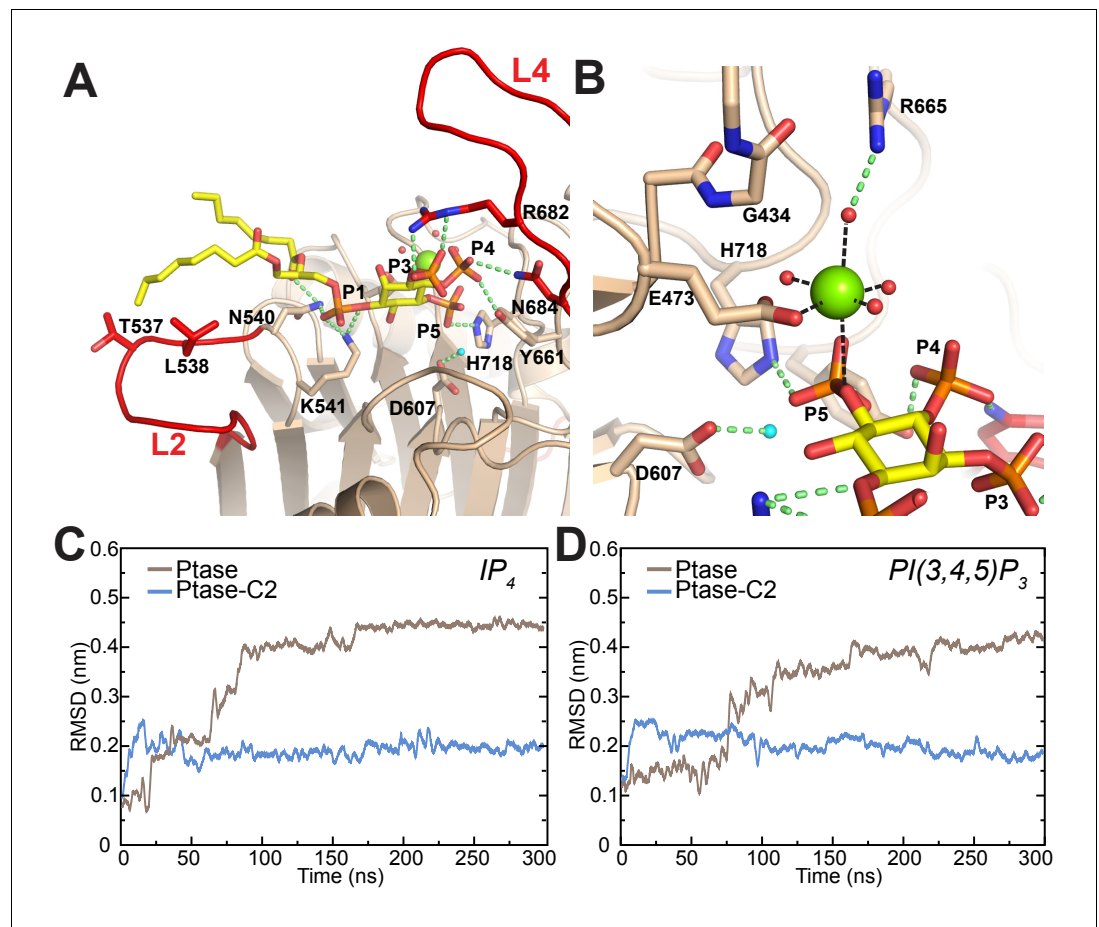 A
L4
R682
P3
P4
P1
N540
N684
T537
P5
Y661
L538
H718
K541
D607
L2
B
R665
G434
H718
E473
P4
P5
D607
P3
C
0.6
Ptase
IP4
Ptase-C2
0.5
0.4
RMSD (nm)
0.3
0.2
0.1
0
0 50 100 150 200 250 300
Time (ns)
D
0.6
Ptase
PI(3,4,5)P3
Ptase-C2
0.5
0.4
RMSD (nm)
0.3
0.2
0.1
0
0 50 100 150 200 250 300
Time (ns)